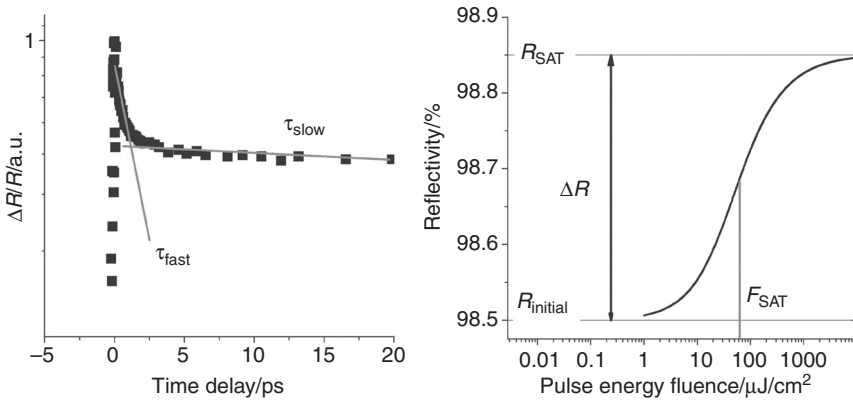 1
ΔR/R/a.u.
τslow
τfast
−5
0
5
10
15
20
Time delay/ps
98.9
98.8
98.7
98.6
98.5
Reflectivity/%
RSAT
ΔR
Rinitial
FSAT
0.01
0.1
1
10
100
1000
Pulse energy fluence/μJ/cm²